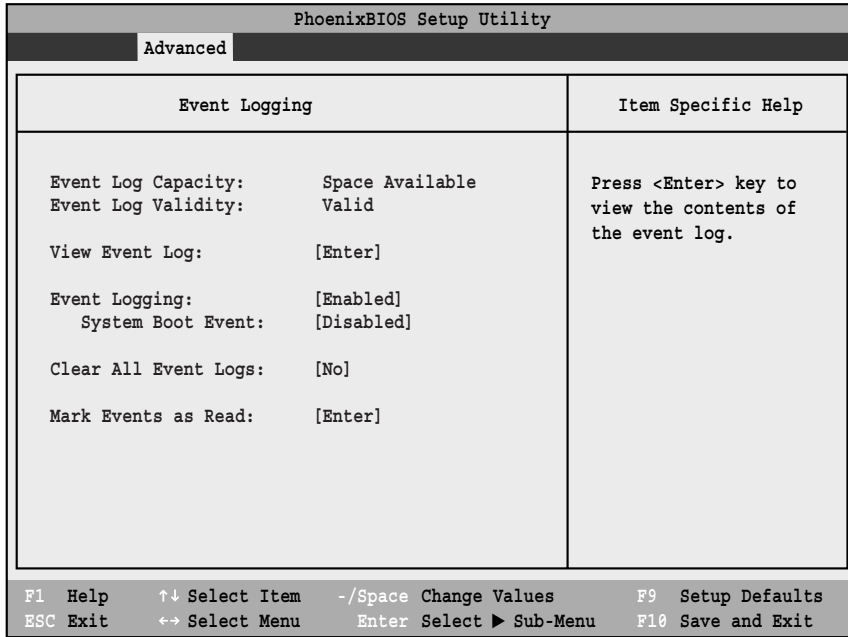 PhoenixBIOS Setup Utility
Advanced
Event Logging
Item Specific Help
Event Log Capacity: Space Available
Event Log Validity: Valid
View Event Log: [Enter]
Event Logging: [Enabled]
System Boot Event: [Disabled]
Clear All Event Logs: [No]
Mark Events as Read: [Enter]
Press <Enter> key to
view the contents of
the event log.
F1 Help ↑↓ Select Item -/Space Change Values F9 Setup Defaults
ESC Exit ←→ Select Menu Enter Select ▶ Sub-Menu F10 Save and Exit